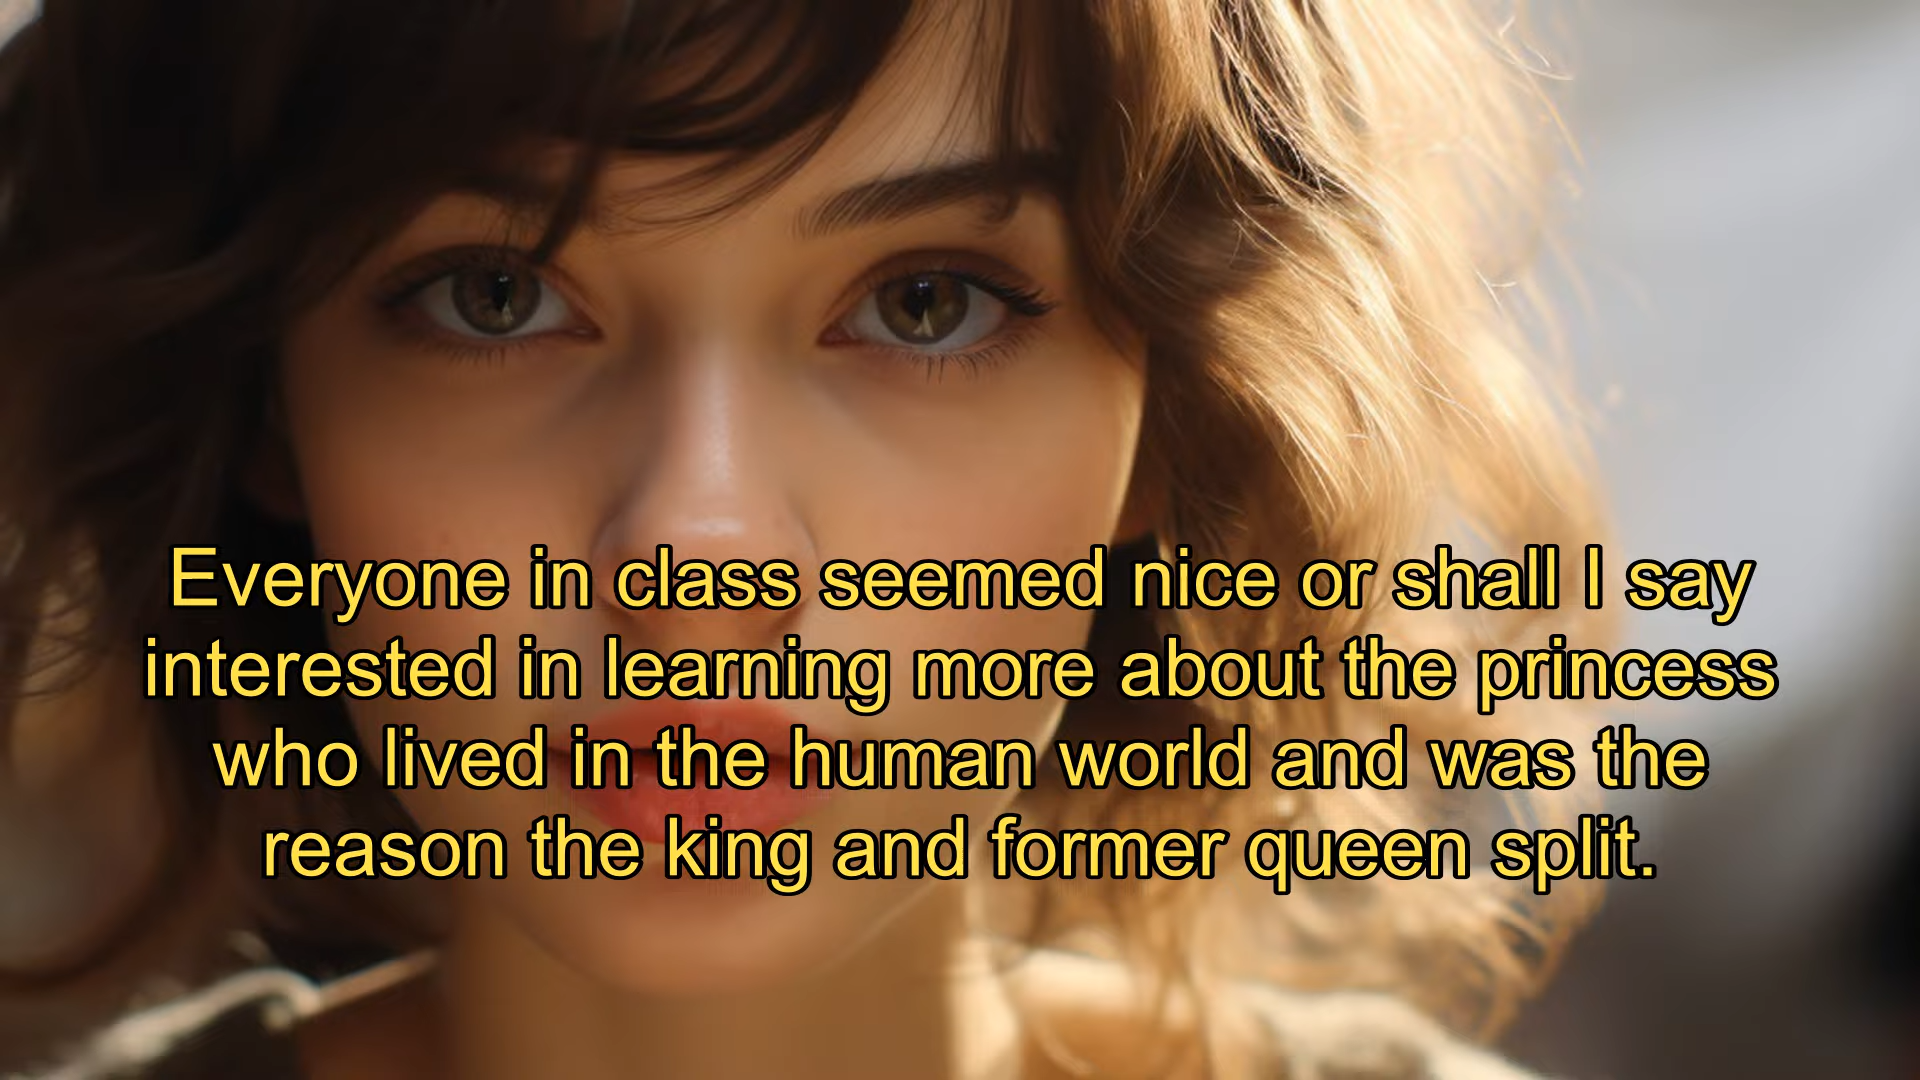 Everyone in class seemed nice or shall I say
interested in learning more about the princess
who lived in the human world and was the
reason the king and former queen split.